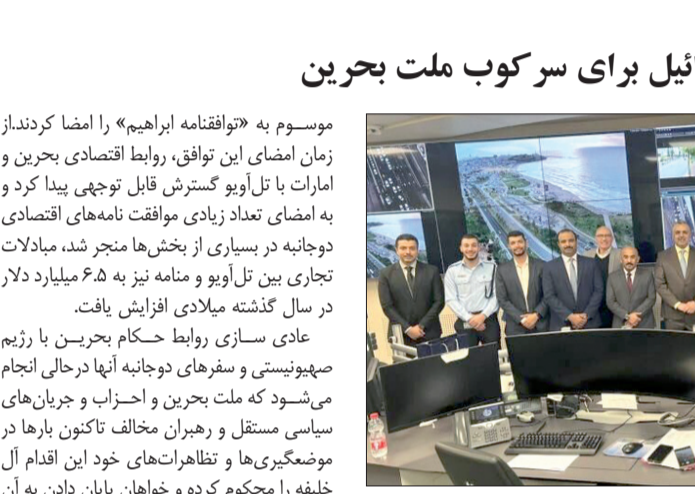 ئیل برای سرکوب ملت بحرین
موسوم به «توافقنامه ابراهیم» را امضا کردند.از
زمان امضای این توافق، روابط اقتصادی بحرین و
امارات با تل‌آویو گسترش قابل توجهی پیدا کرد و
به امضای تعداد زیادی موافقت نامه‌های اقتصادی
دوجانبه در بسیاری از بخش‌ها منجر شد، مبادلات
تجاری بین تل‌آویو و منامه نیز به ۶.۵ میلیارد دلار
در سال گذشته میلادی افزایش یافت.
عادی سازی روابط حکام بحرین با رژیم
صهیونیستی و سفرهای دوجانبه آنها درحالی انجام
می‌شود که ملت بحرین و احزاب و جریان‌های
سیاسی مستقل و رهبران مخالف تاکنون بارها در
موضعگیری‌ها و تظاهرات‌های خود این اقدام آل
خلیفه را محکوم کرده و خواهان پایان دادن به آن